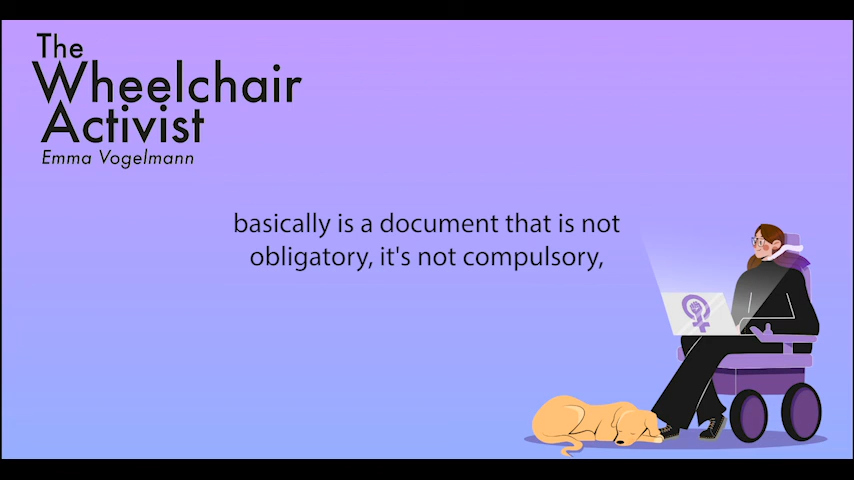 The
Wheelchair
Activist
Emma Vogelmann
basically is a document that is not
obligatory, it's not compulsory,